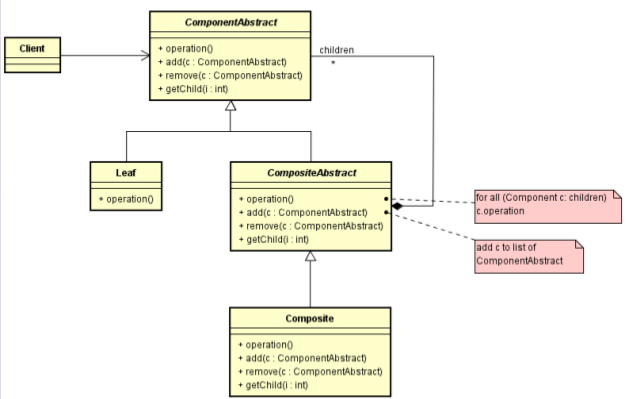 ComponentAbstract
+ operation()
+ add(c : ComponentAbstract)
+ remove(c : ComponentAbstract)
+ getChild(i : int)
Client
children
*
Leaf
+ operation()
CompositeAbstract
+ operation()
+ add(c : ComponentAbstract)
+ remove(c : ComponentAbstract)
+ getChild(i : int)
for all (Component c: children)
c.operation
add c to list of
ComponentAbstract
Composite
+ operation()
+ add(c : ComponentAbstract)
+ remove(c : ComponentAbstract)
+ getChild(i : int)